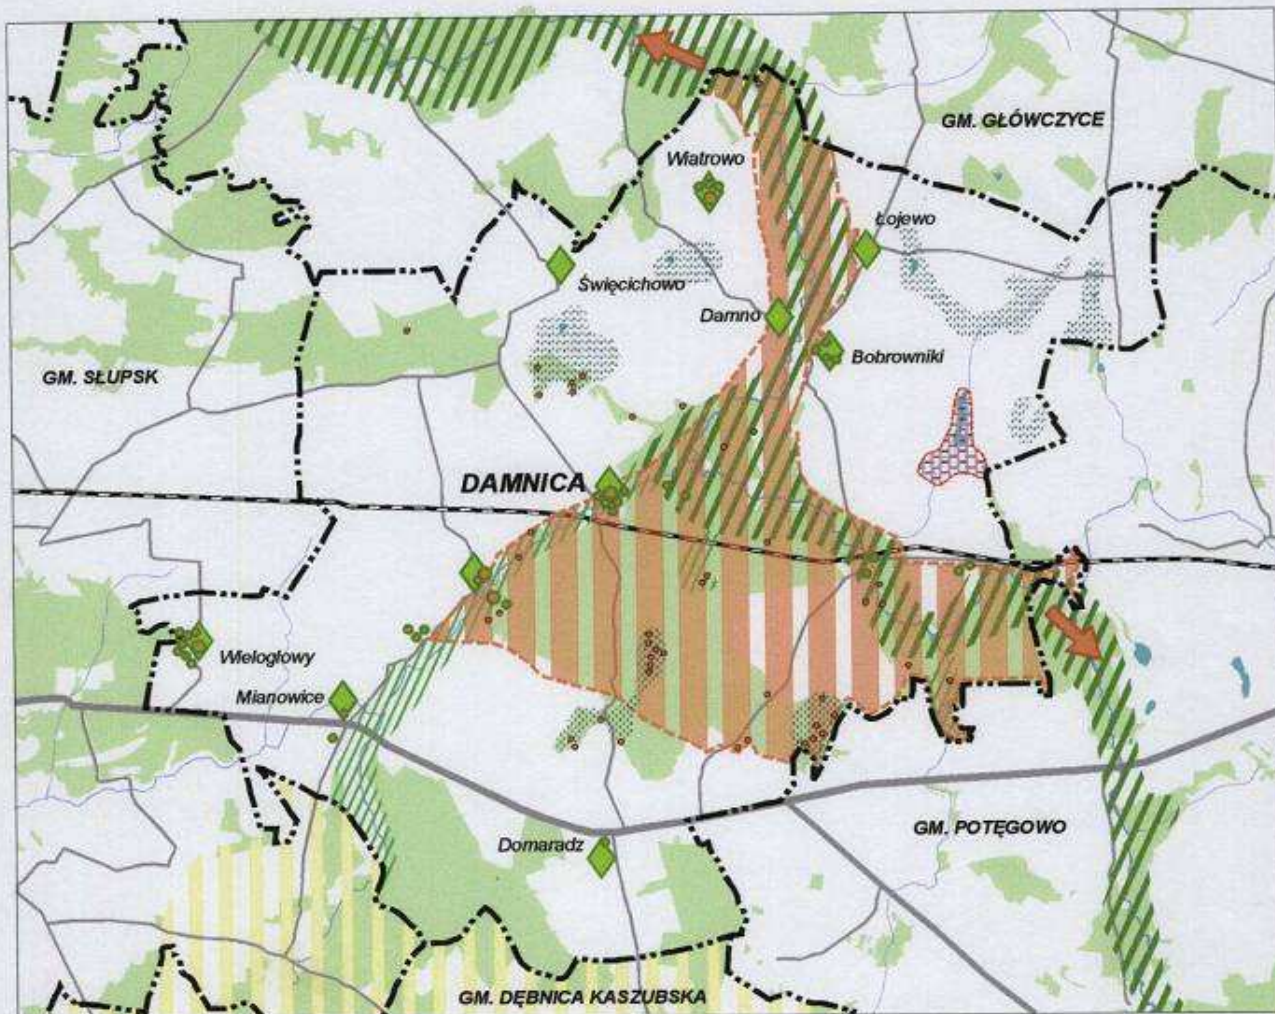 GM. GŁÓWCZYCE
Wiatrowo
Łojewo
Święcichowo
Damno
Bobrowniki
GM. SŁUPSK
DAMNICA
Wielogłowy
Mianowice
GM. POTĘGOWO
Domaradz
GM. DĘBNICA KASZUBSKA